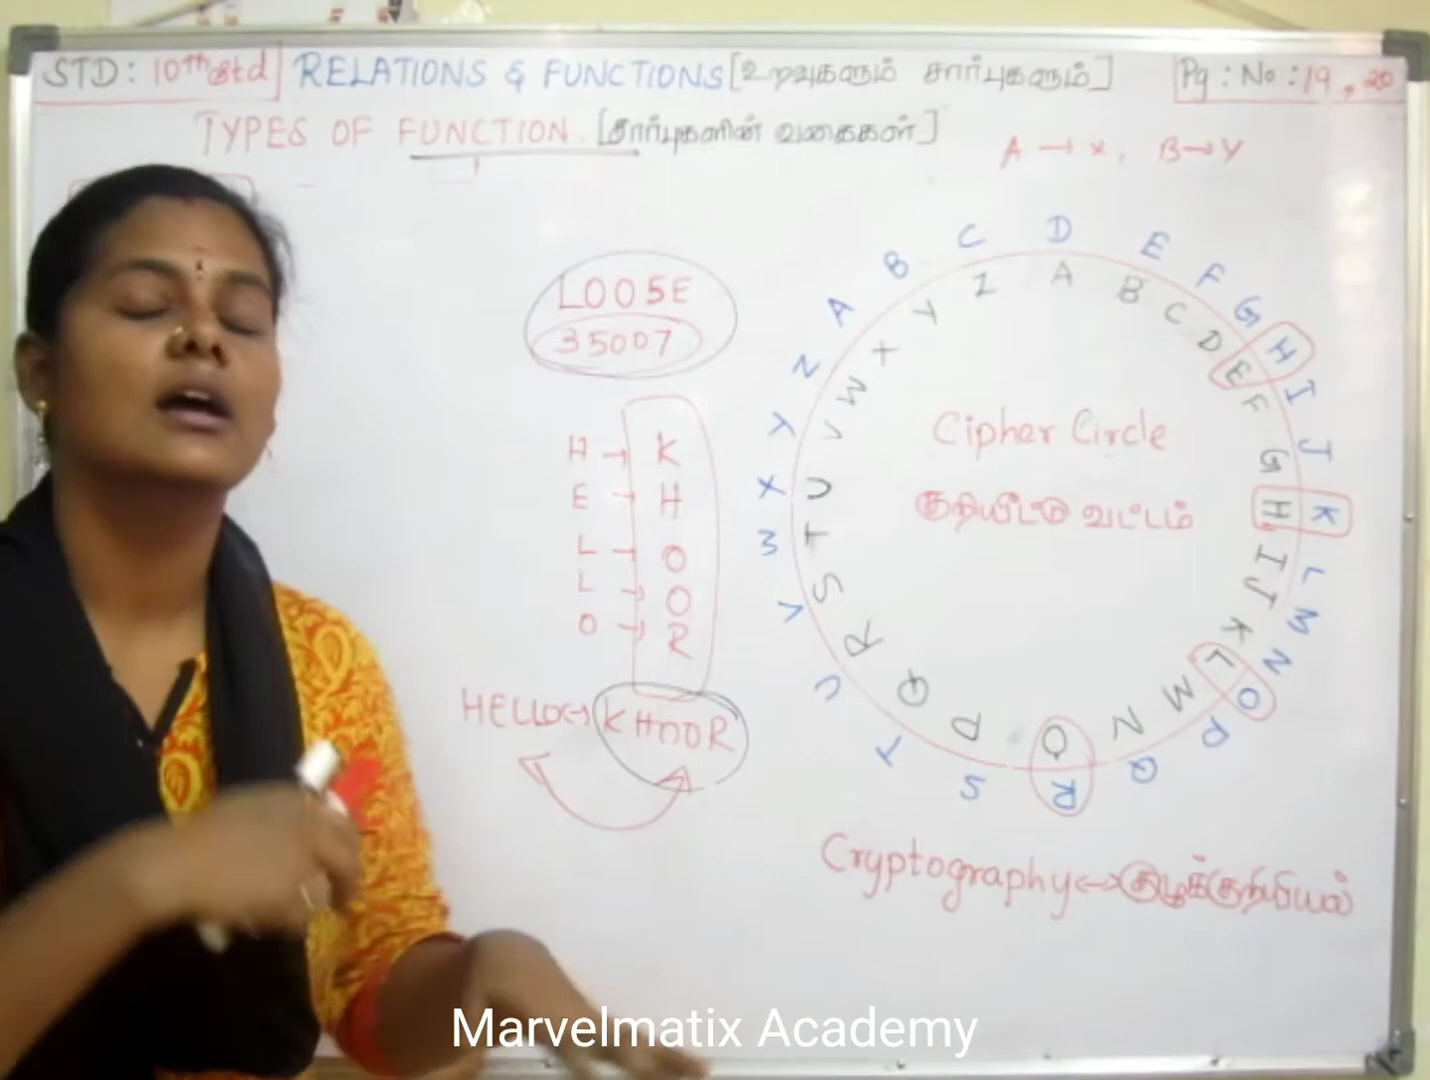 STD: 10th std RELATIONS & FUNCTIONS [உறவுகளும் சார்புகளும்] Pg: No: 19, 20
TYPES OF FUNCTION. [சார்புகளின் வகைகள்]
A → X, B → Y
LOOSE
35007
H → K
E → H
L → O
L → O
O → R
HELLO ↔ KHOOR
A B C D E F G H I J K L M N O P Q R S T U V W X Y Z
A B C D E F G H I J K L M N O P Q R S T U V W X Y Z
Cipher Circle
குறியீட்டு வட்டம்
Cryptography ↔ குழூக்குறியியல்
Marvelmatix Academy